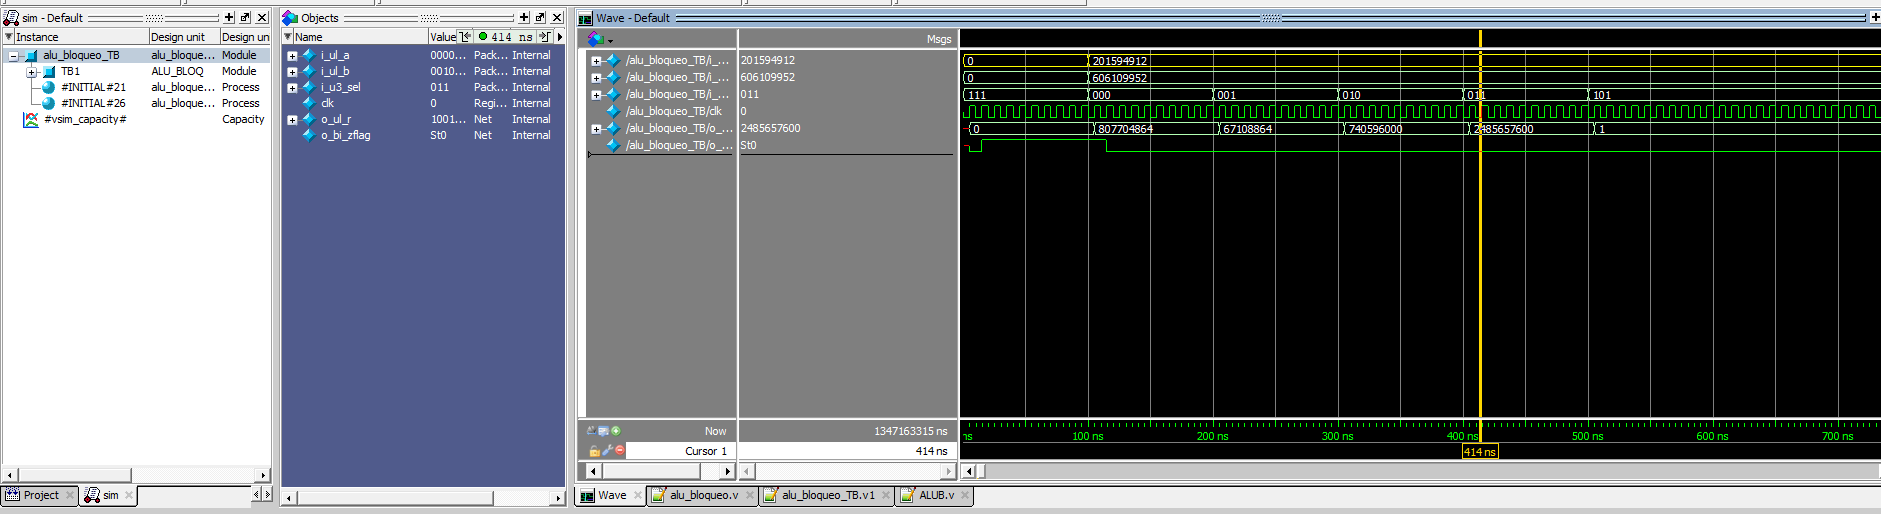 sim - Default
Instance Design unit Design un
alu_bloqueo_TB alu_bloque... Module
TB1 ALU_BLOQ Module
#INITIAL#21 alu_bloque... Process
#INITIAL#26 alu_bloque... Process
#vsim_capacity# Capacity
Project sim
Objects
Name Value 414 ns
i_ul_a 0000... Pack... Internal
i_ul_b 0010... Pack... Internal
i_u3_sel 011 Pack... Internal
clk 0 Regi... Internal
o_ul_r 1001... Net Internal
o_bi_zflag St0 Net Internal
Wave - Default
Msgs
/alu_bloqueo_TB/i_... 201594912 0 201594912
/alu_bloqueo_TB/i_... 606109952 0 606109952
/alu_bloqueo_TB/i_... 011 111 000 001 010 011 101
/alu_bloqueo_TB/clk 0
/alu_bloqueo_TB/o_... 2485657600 0 807704864 67108864 740596000 2485657600 1
/alu_bloqueo_TB/o_... St0
Now 1347163315 ns ns 100 ns 200 ns 300 ns 400 ns 500 ns 600 ns 700 ns
Cursor 1 414 ns 414 ns
Wave alu_bloqueo.v alu_bloqueo_TB.v1 ALUB.v